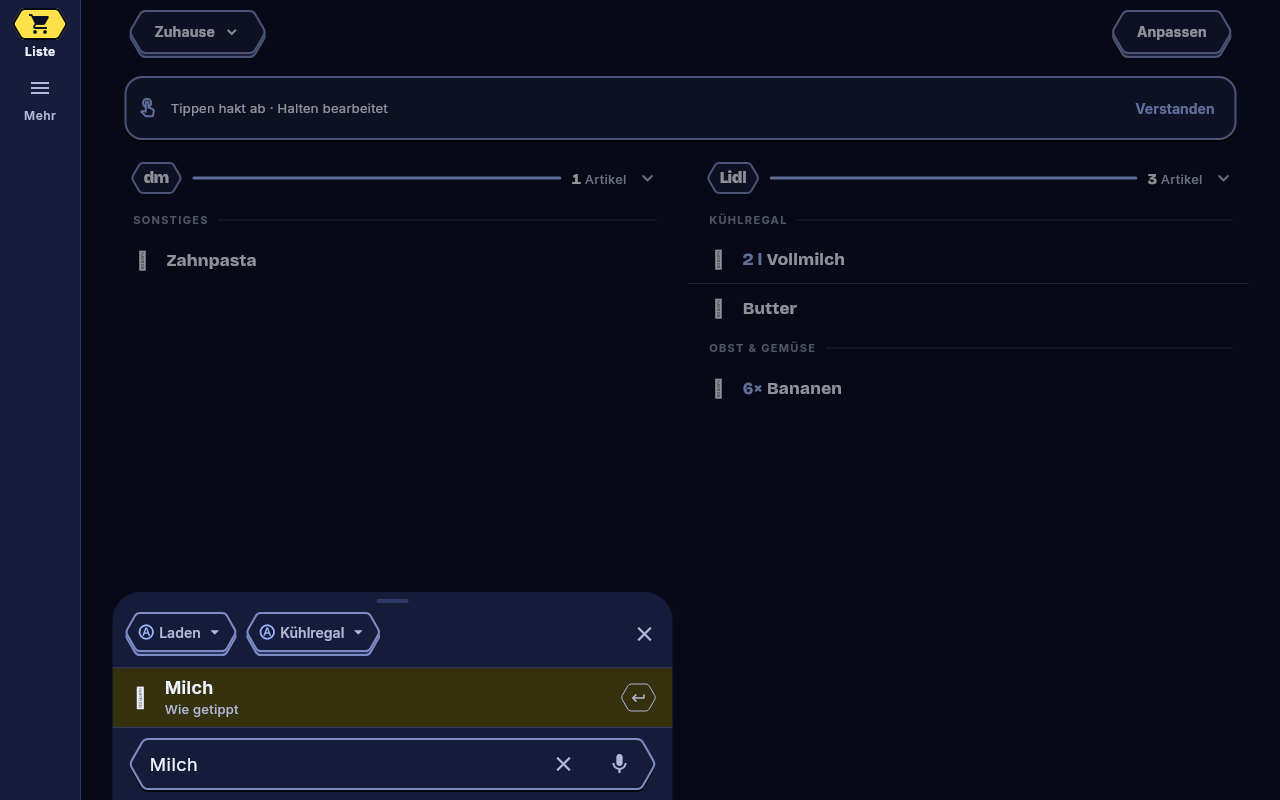 Liste
Mehr
Zuhause
Anpassen
Tippen hakt ab · Halten bearbeitet
Verstanden
dm
1 Artikel
SONSTIGES
Zahnpasta
Lidl
3 Artikel
KÜHLREGAL
2 l Vollmilch
Butter
OBST & GEMÜSE
6× Bananen
A Laden
A Kühlregal
Milch
Wie getippt
Milch